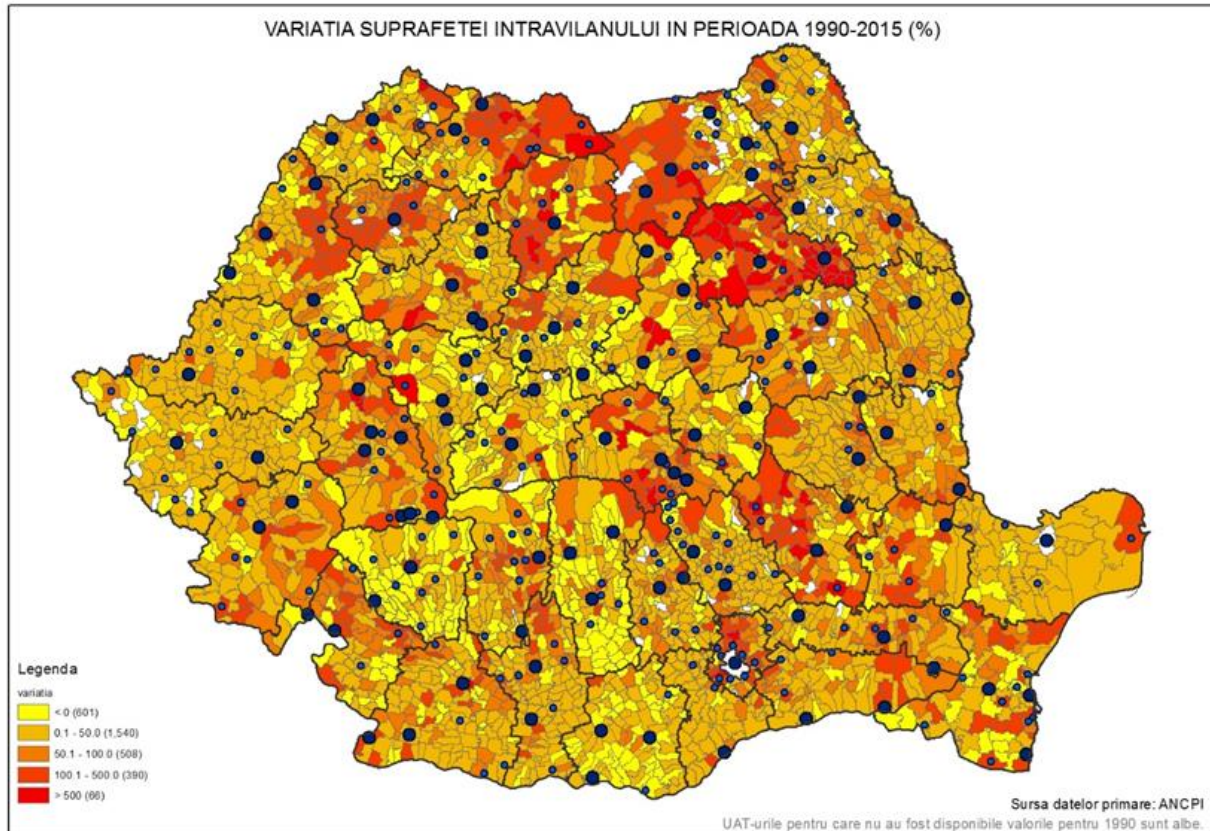 VARIATIA SUPRAFETEI INTRAVILANULUI IN PERIOADA 1990-2015 (%)
Legenda
variatia
< 0 (601)
0.1 - 50.0 (1,540)
50.1 - 100.0 (508)
100.1 - 500.0 (390)
> 500 (66)
Sursa datelor primare: ANCPI
UAT-urile pentru care nu au fost disponibile valorile pentru 1990 sunt albe.